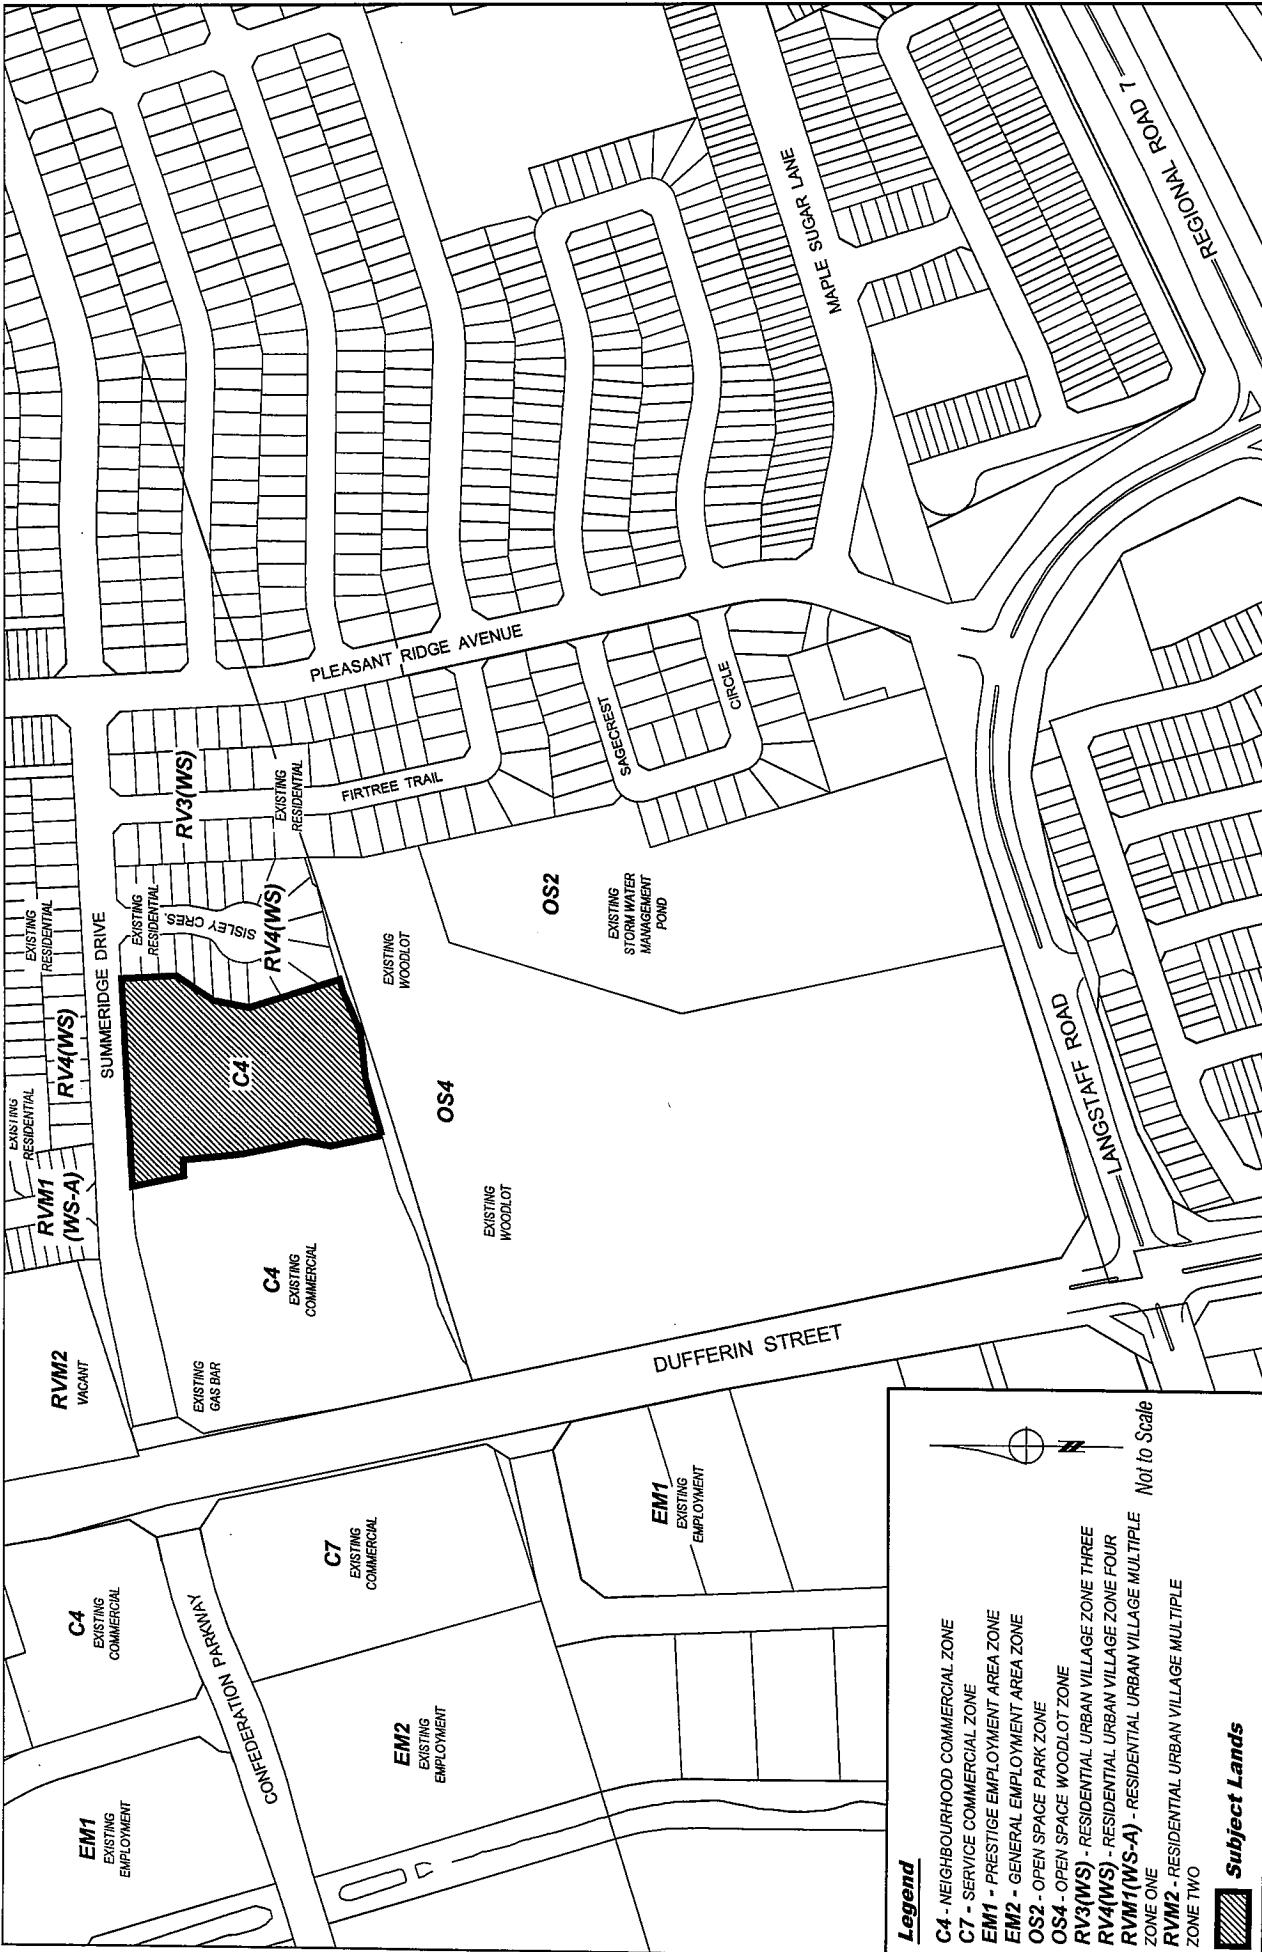 REGIONAL ROAD 7
MAPLE SUGAR LANE
PLEASANT RIDGE AVENUE
SAGECREST
CIRCLE
FIRTREE TRAIL
RV3(WS)
EXISTING
RESIDENTIAL
EXISTING
RESIDENTIAL
EXISTING
RESIDENTIAL
SISLEY CRES.
RV4(WS)
SUMMERIDGE DRIVE
RV4(WS)
EXISTING
RESIDENTIAL
RVM1
(WS-A)
C4
OS2
EXISTING
STORM WATER
MANAGEMENT
POND
EXISTING
WOODLOT
OS4
EXISTING
WOODLOT
LANGSTAFF ROAD
C4
EXISTING
COMMERCIAL
RVM2
VACANT
EXISTING
GAS BAR
DUFFERIN STREET
C4
EXISTING
COMMERCIAL
C7
EXISTING
COMMERCIAL
EM1
EXISTING
EMPLOYMENT
CONFEDERATION PARKWAY
EM2
EXISTING
EMPLOYMENT
EM1
EXISTING
EMPLOYMENT
N
Not to Scale
Legend
C4 - NEIGHBOURHOOD COMMERCIAL ZONE
C7 - SERVICE COMMERCIAL ZONE
EM1 - PRESTIGE EMPLOYMENT AREA ZONE
EM2 - GENERAL EMPLOYMENT AREA ZONE
OS2 - OPEN SPACE PARK ZONE
OS4 - OPEN SPACE WOODLOT ZONE
RV3(WS) - RESIDENTIAL URBAN VILLAGE ZONE THREE
RV4(WS) - RESIDENTIAL URBAN VILLAGE ZONE FOUR
RVM1(WS-A) - RESIDENTIAL URBAN VILLAGE MULTIPLE
ZONE ONE
RVM2 - RESIDENTIAL URBAN VILLAGE MULTIPLE
ZONE TWO
Subject Lands